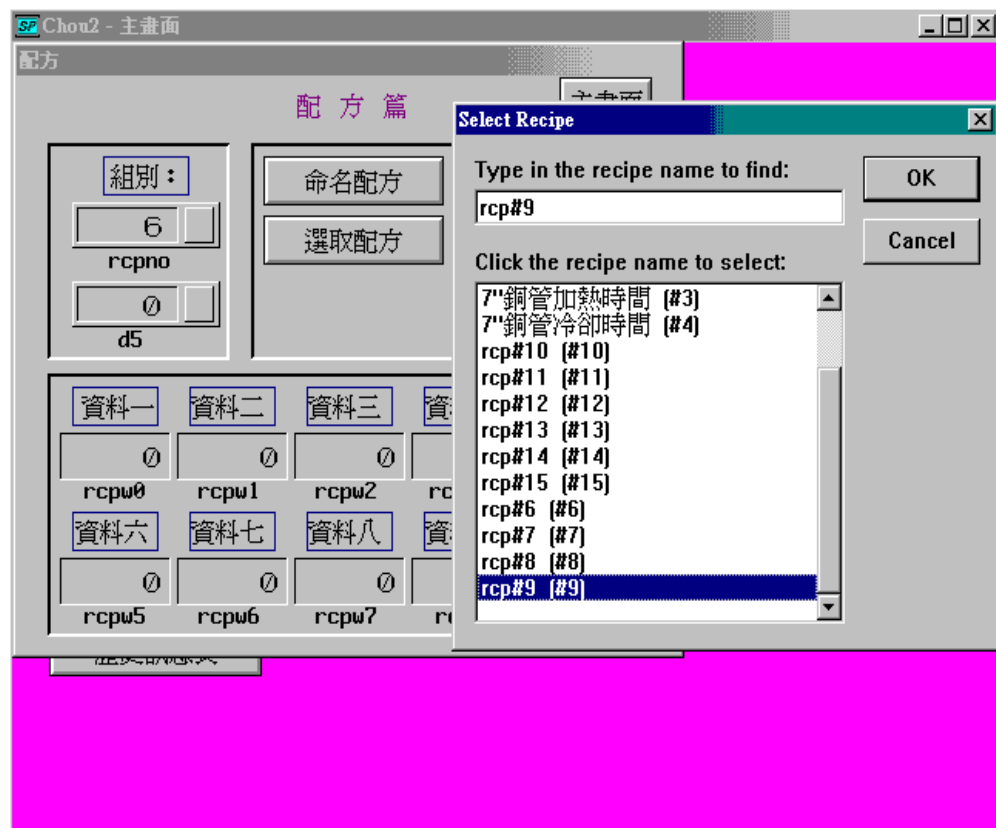 Chou2 - 主畫面
配方
配 方 篇
主畫面
組別：
6
rcpno
0
d5
命名配方
選取配方
資料一
資料二
資料三
資
0
0
0
rcpw0
rcpw1
rcpw2
rc
資料六
資料七
資料八
資
0
0
0
rcpw5
rcpw6
rcpw7
Select Recipe
Type in the recipe name to find:
rcp#9
OK
Cancel
Click the recipe name to select:
7"銅管加熱時間 (#3)
7"銅管冷卻時間 (#4)
rcp#10 (#10)
rcp#11 (#11)
rcp#12 (#12)
rcp#13 (#13)
rcp#14 (#14)
rcp#15 (#15)
rcp#6 (#6)
rcp#7 (#7)
rcp#8 (#8)
rcp#9 (#9)